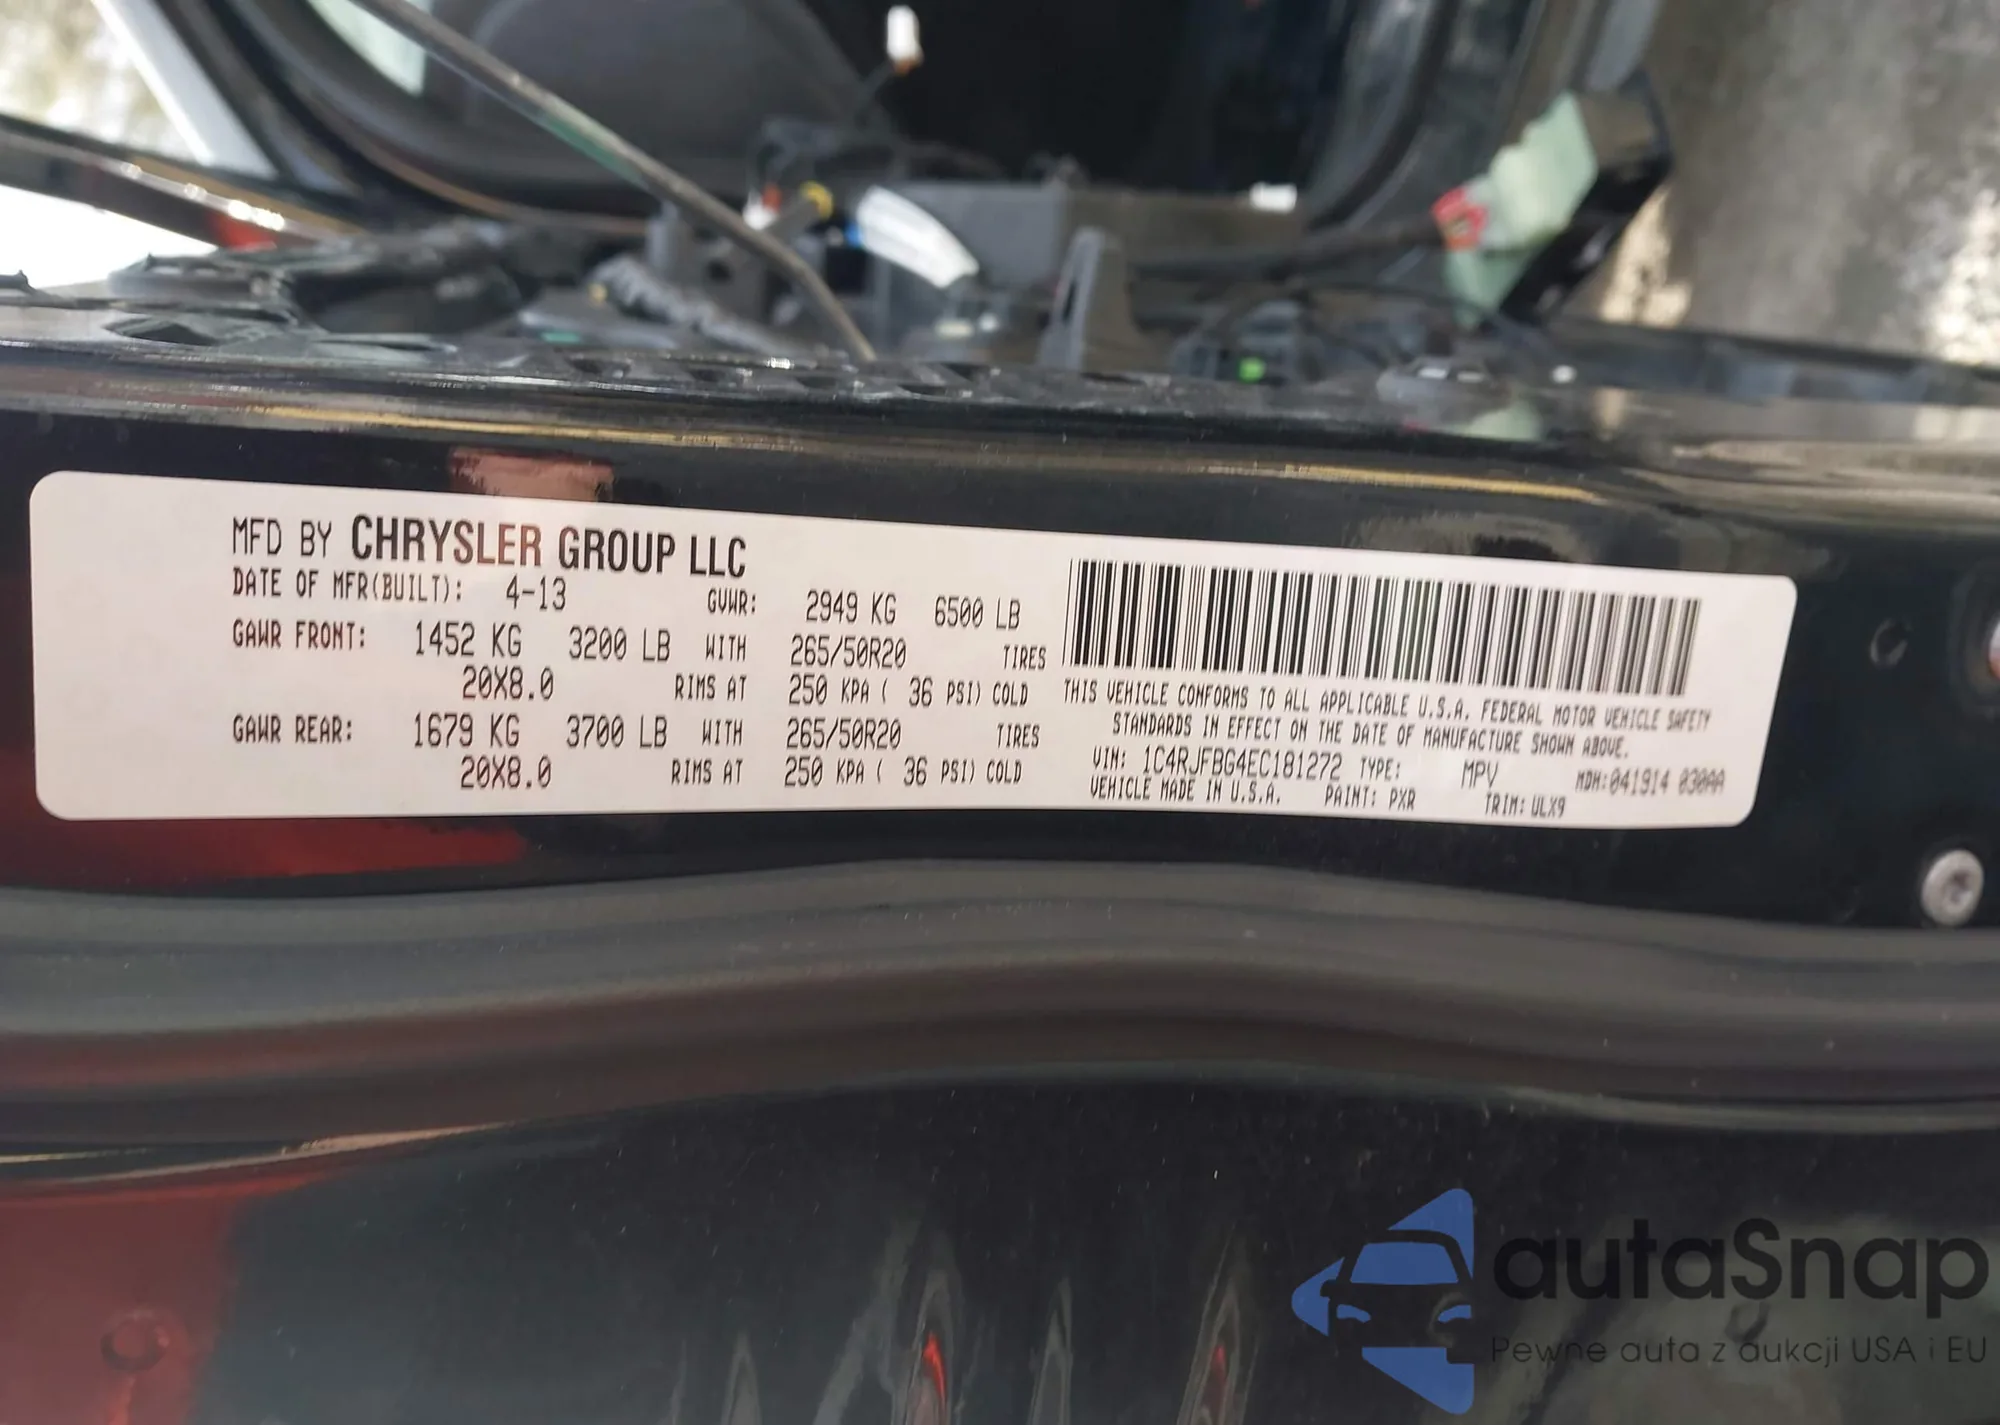 MFD BY CHRYSLER GROUP LLC
DATE OF MFR(BUILT): 4-13 GVWR: 2949 KG 6500 LB
GAWR FRONT: 1452 KG 3200 LB WITH 265/50R20 TIRES
20X8.0 RIMS AT 250 KPA ( 36 PSI) COLD
GAWR REAR: 1679 KG 3700 LB WITH 265/50R20 TIRES
20X8.0 RIMS AT 250 KPA ( 36 PSI) COLD
THIS VEHICLE CONFORMS TO ALL APPLICABLE U.S.A. FEDERAL MOTOR VEHICLE SAFETY
STANDARDS IN EFFECT ON THE DATE OF MANUFACTURE SHOWN ABOVE.
VIN: 1C4RJFBG4EC181272 TYPE: MPV MDH:041914 030AA
VEHICLE MADE IN U.S.A. PAINT: PXR TRIM: ULX9
autaSnap
Pewne auta z aukcji USA i EU